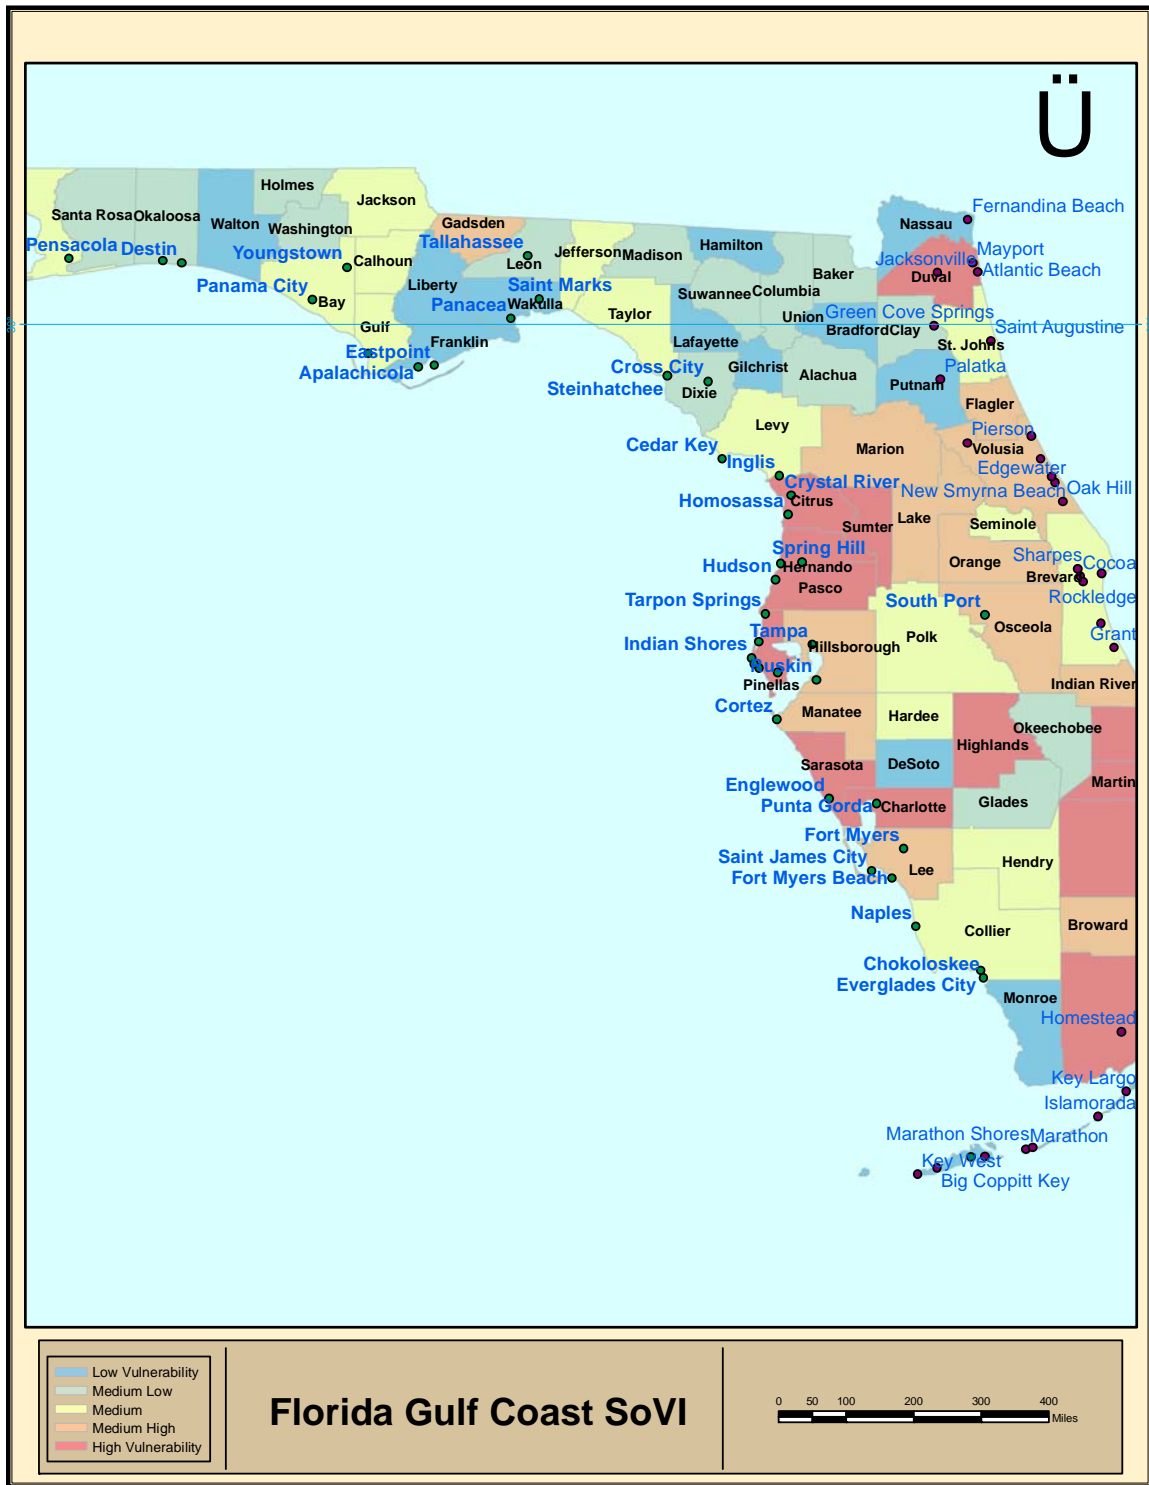 Ü
Holmes
Jackson
Santa Rosa
Okaloosa
Walton
Washington
Gadsden
Nassau
Fernandina Beach
Pensacola
Destin
Youngstown
Calhoun
Tallahassee
Leon
Jefferson
Madison
Hamilton
Jacksonville
Duval
Mayport
Atlantic Beach
Baker
Panama City
Bay
Liberty
Saint Marks
Panacea
Wakulla
Suwannee
Columbia
Taylor
Union
Green Cove Springs
Gulf
Bradford
Clay
Saint Augustine
St. Johns
Eastpoint
Franklin
Lafayette
Apalachicola
Cross City
Gilchrist
Alachua
Palatka
Putnam
Steinhatchee
Dixie
Flagler
Levy
Pierson
Volusia
Marion
Cedar Key
Inglis
Edgewater
Crystal River
New Smyrna Beach
Oak Hill
Homosassa
Citrus
Sumter
Lake
Seminole
Spring Hill
Hudson
Hernando
Orange
Sharpes
Cocoa
Brevard
Pasco
Rockledge
Tarpon Springs
South Port
Osceola
Indian Shores
Tampa
Hillsborough
Polk
Grant
Ruskin
Pinellas
Indian River
Cortez
Manatee
Hardee
Okeechobee
Highlands
Sarasota
DeSoto
Martin
Englewood
Punta Gorda
Charlotte
Glades
Fort Myers
Saint James City
Lee
Hendry
Fort Myers Beach
Naples
Collier
Broward
Chokoloskee
Everglades City
Monroe
Homestead
Key Largo
Islamorada
Marathon Shores
Marathon
Key West
Big Coppitt Key
Low Vulnerability
Medium Low
Medium
Medium High
High Vulnerability
Florida Gulf Coast SoVI
0 50 100 200 300 400
Miles